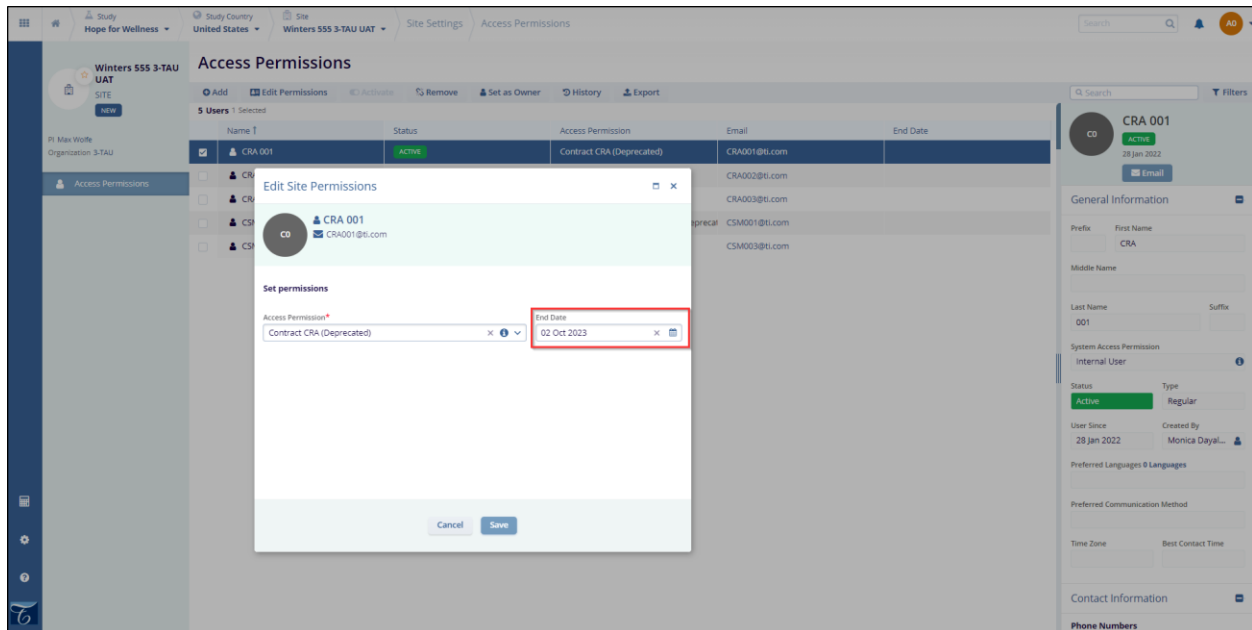 Study
Hope for Wellness
Study Country
United States
Site
Winters 555 3-TAU UAT
Site Settings
Access Permissions
Search
AO
Winters 555 3-TAU
UAT
SITE
NEW
PI Max Wolfe
Organization 3-TAU
Access Permissions
Access Permissions
Add
Edit Permissions
Activate
Remove
Set as Owner
History
Export
Search
Filters
5 Users 1 Selected
Name
Status
Access Permission
Email
End Date
CRA 001
ACTIVE
Contract CRA (Deprecated)
CRA001@ti.com
CRA
CRA002@ti.com
CRA
CRA003@ti.com
CSM
eprecat
CSM001@ti.com
CSM
CSM003@ti.com
Edit Site Permissions
C0
CRA 001
CRA001@ti.com
Set permissions
Access Permission*
Contract CRA (Deprecated)
End Date
02 Oct 2023
Cancel
Save
C0
CRA 001
ACTIVE
28 Jan 2022
Email
General Information
Prefix
First Name
CRA
Middle Name
Last Name
Suffix
001
System Access Permission
Internal User
Status
Type
Active
Regular
User Since
Created By
28 Jan 2022
Monica Dayal...
Preferred Languages 0 Languages
Preferred Communication Method
Time Zone
Best Contact Time
Contact Information
Phone Numbers